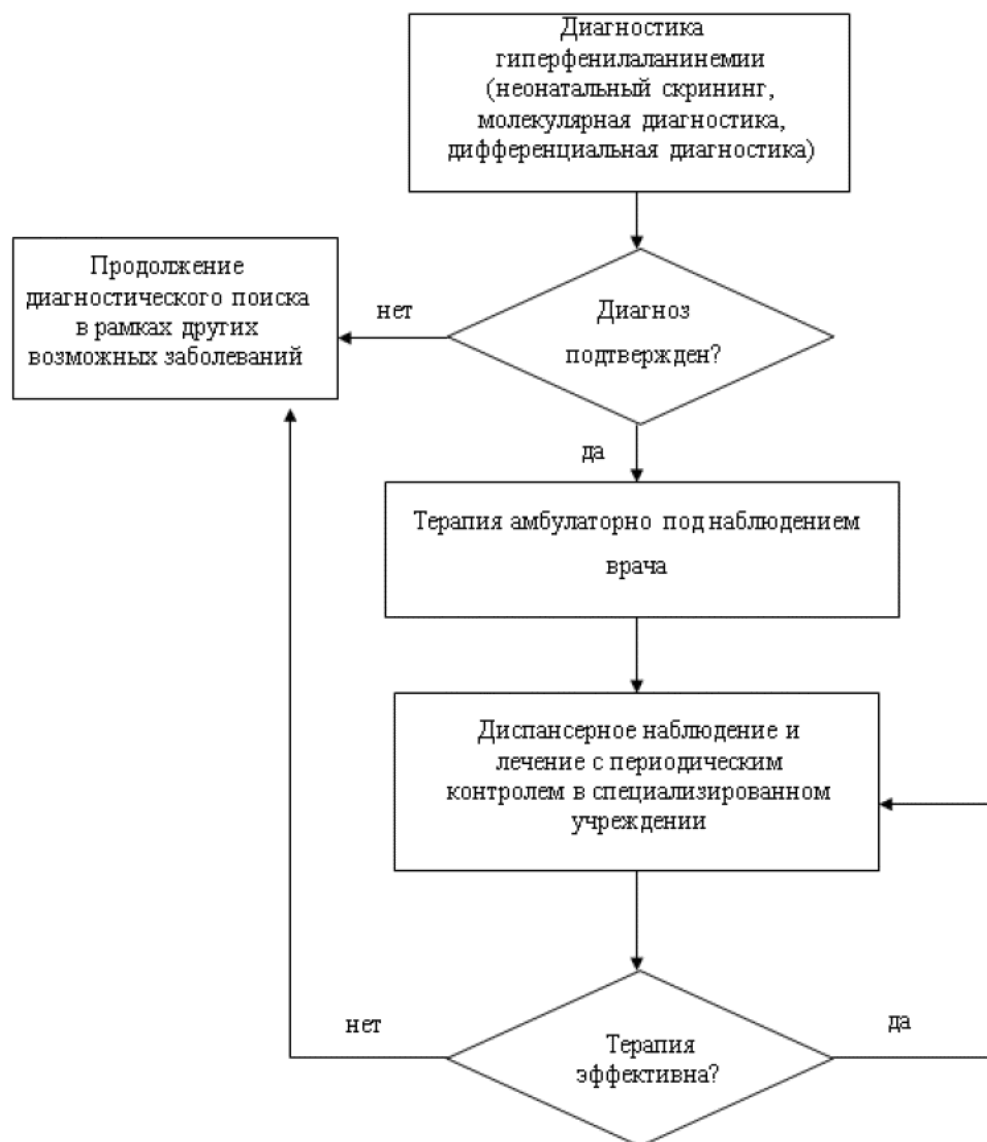 Диагностика
гиперфенилаланинемии
(неонатальный скрининг,
молекулярная диагностика,
дифференциальная диагностика)
Продолжение
диагностического поиска
в рамках других
возможных заболеваний
нет
Диагноз
подтвержден?
да
Терапия амбулаторно под наблюдением
врача
Диспансерное наблюдение и
лечение с периодическим
контролем в специализированном
учреждении
нет
да
Терапия
эффективна?